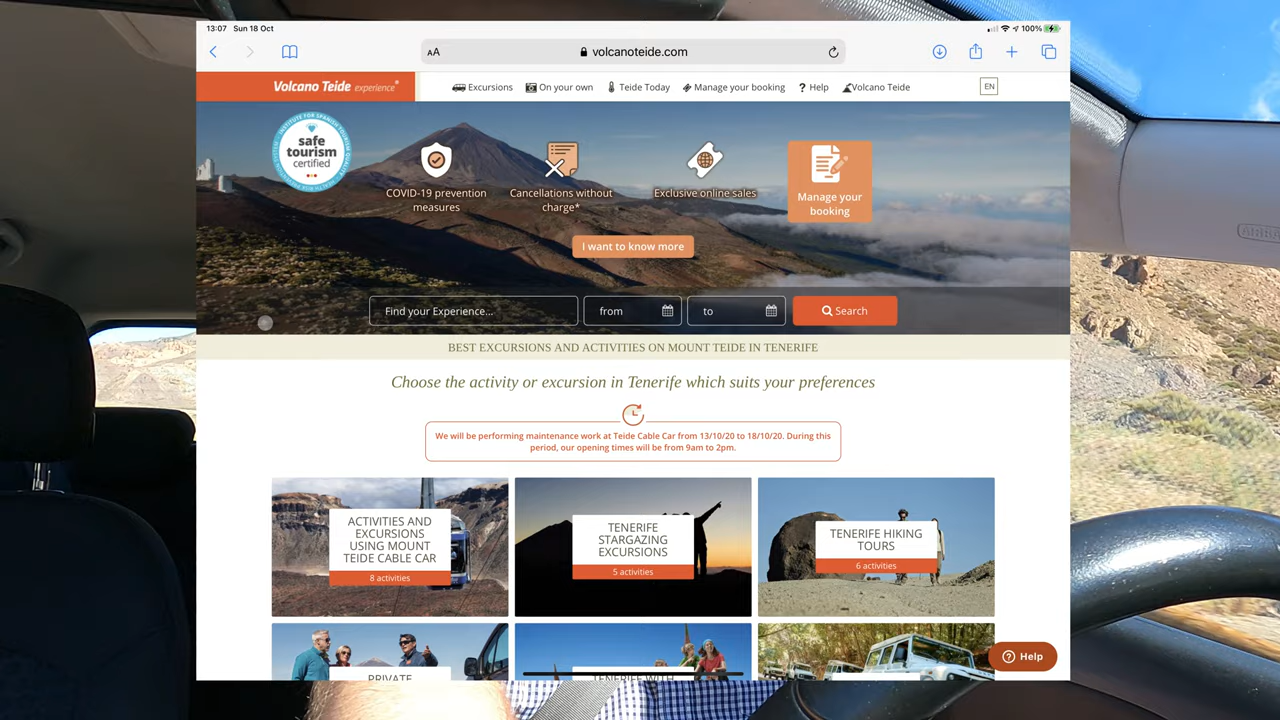 13:07 Sun 18 Oct
100%
AA
volcanoteide.com
Volcano Teide experience®
Excursions
On your own
Teide Today
Manage your booking
Help
Volcano Teide
EN
safe
tourism
certified
COVID-19 prevention
measures
Cancellations without
charge*
Exclusive online sales
Manage your
booking
I want to know more
Find your Experience...
from
to
Search
BEST EXCURSIONS AND ACTIVITIES ON MOUNT TEIDE IN TENERIFE
Choose the activity or excursion in Tenerife which suits your preferences
We will be performing maintenance work at Teide Cable Car from 13/10/20 to 18/10/20. During this
period, our opening times will be from 9am to 2pm.
ACTIVITIES AND
EXCURSIONS
USING MOUNT
TEIDE CABLE CAR
8 activities
TENERIFE
STARGAZING
EXCURSIONS
5 activities
TENERIFE HIKING
TOURS
6 activities
PRIVATE
TENERIFE WITH
Help